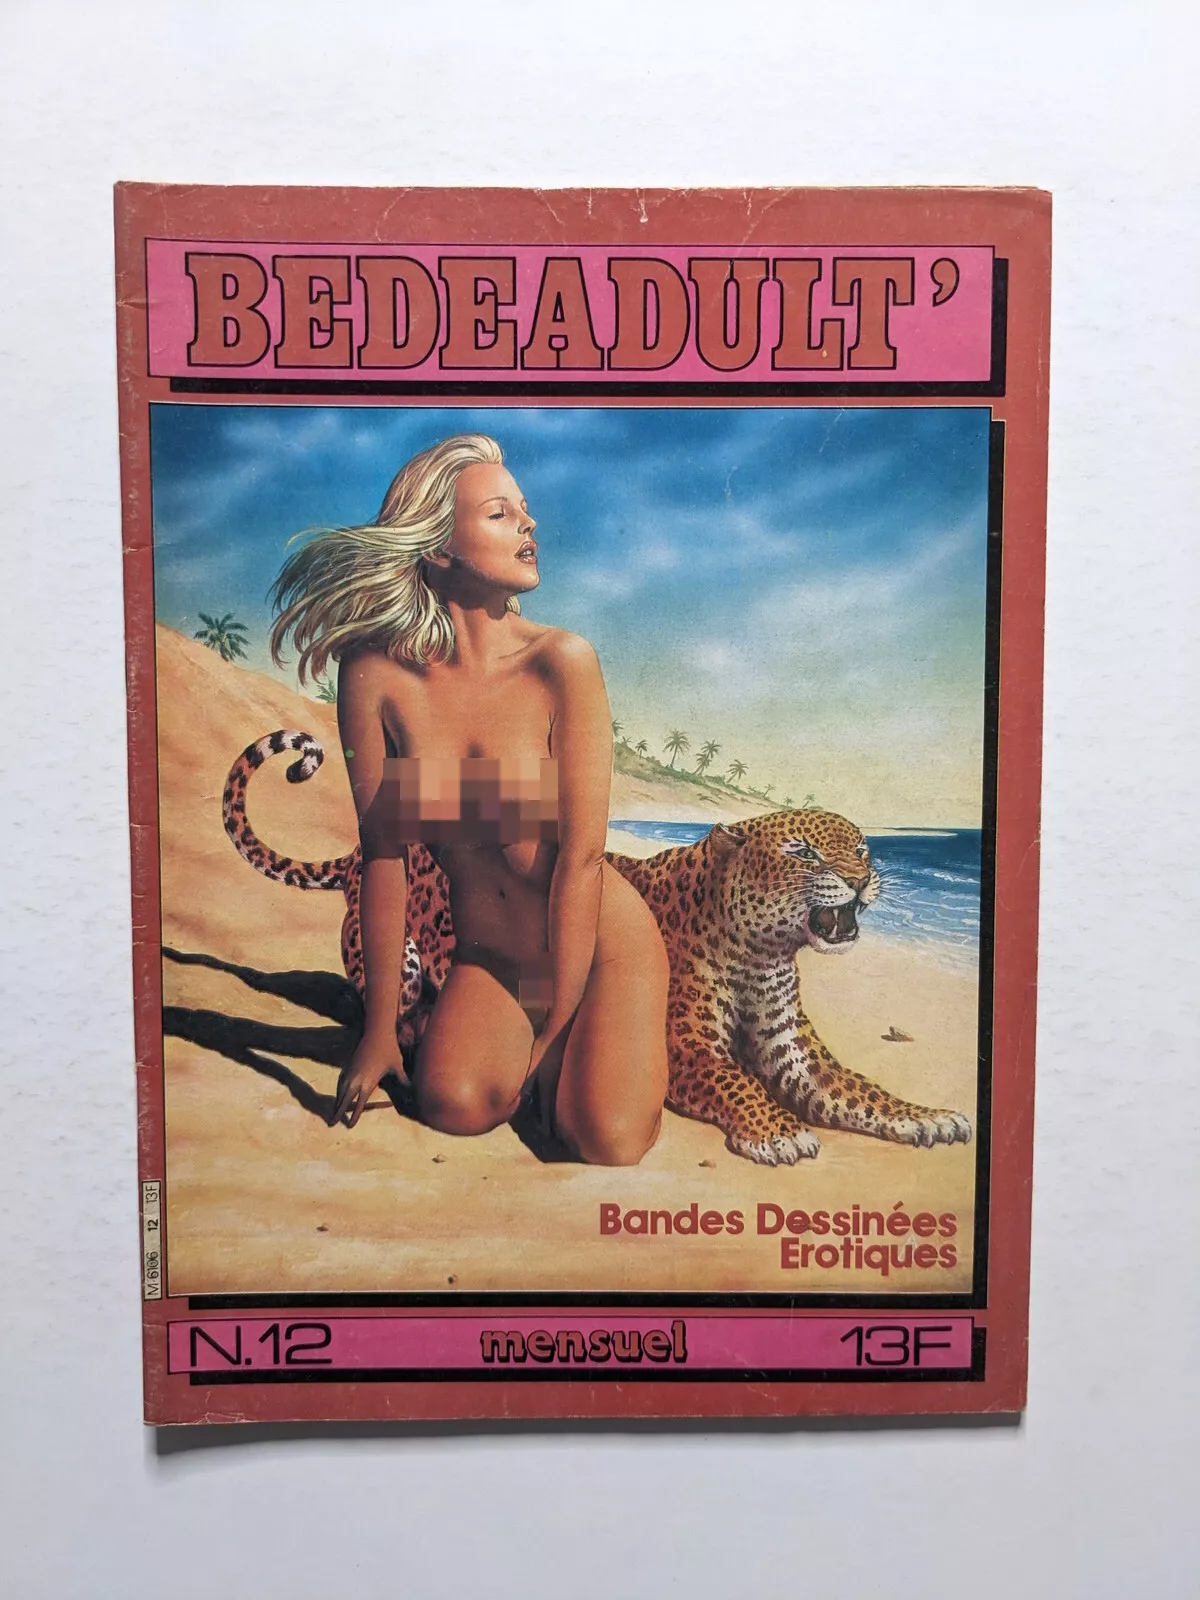 BEDEADULT'
Bandes Dessinées
Erotiques
M-6106 12 13F
N.12 mensuel 13F